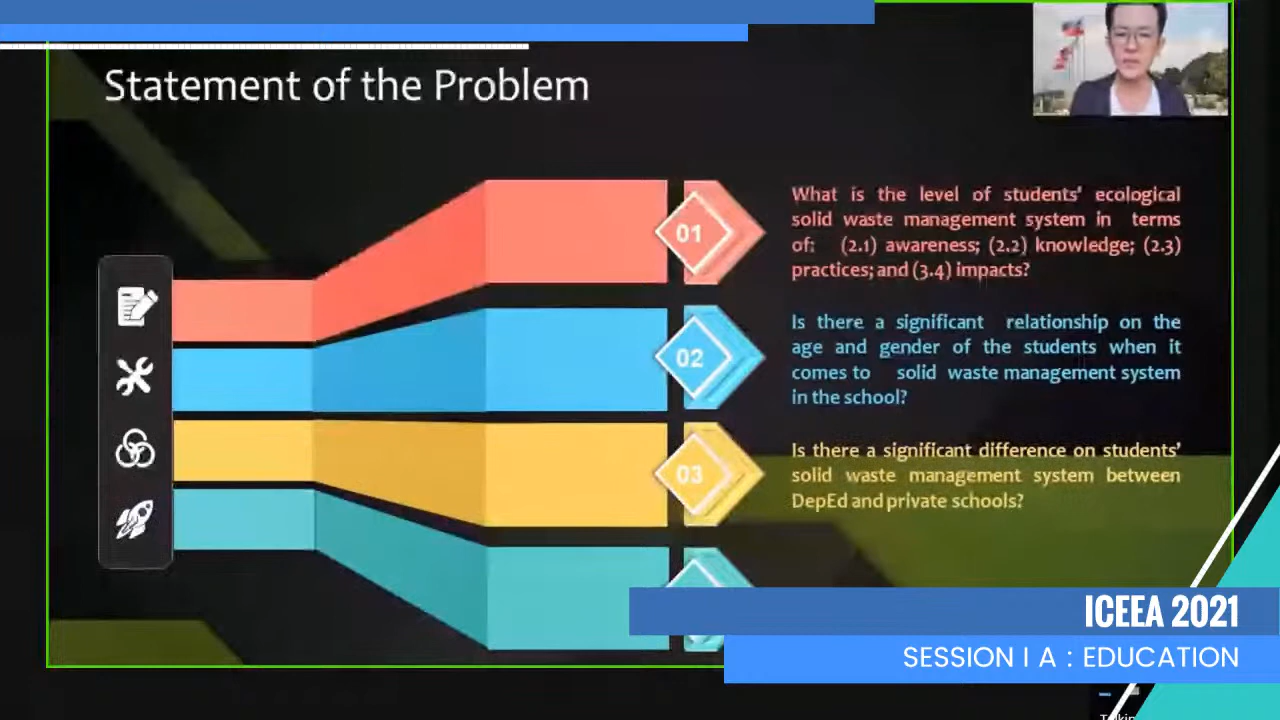 Statement of the Problem
01
What is the level of students' ecological
solid waste management system in terms
of: (2.1) awareness; (2.2) knowledge; (2.3)
practices; and (3.4) impacts?
02
Is there a significant relationship on the
age and gender of the students when it
comes to solid waste management system
in the school?
03
Is there a significant difference on students'
solid waste management system between
DepEd and private schools?
ICEEA 2021
SESSION I A : EDUCATION